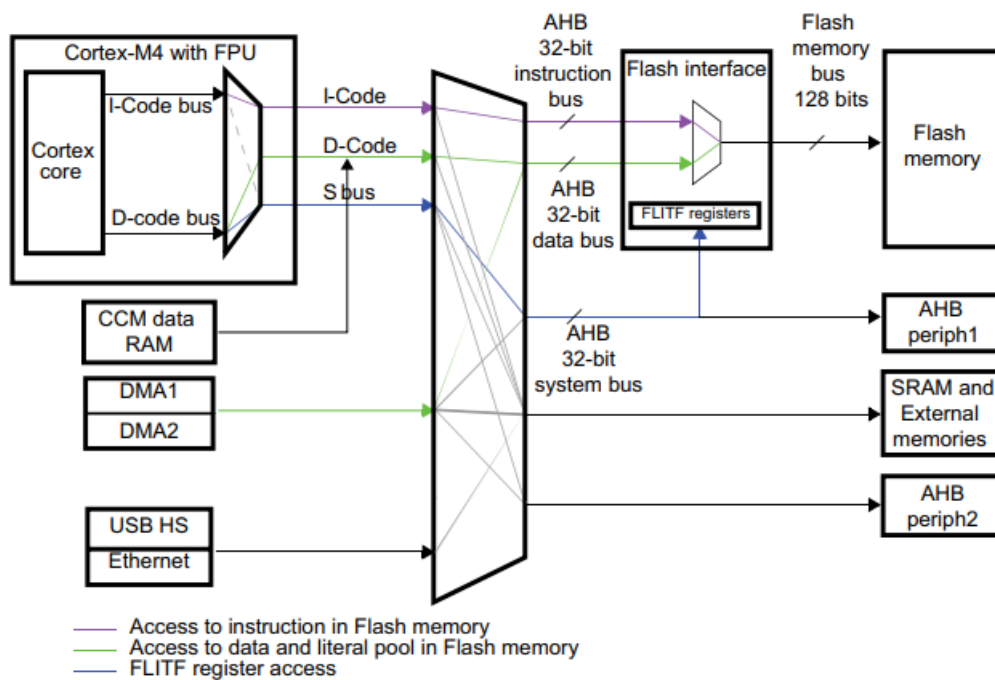 Cortex-M4 with FPU
I-Code bus
Cortex
core
D-code bus
I-Code
D-Code
S bus
CCM data
RAM
DMA1
DMA2
USB HS
Ethernet
AHB
32-bit
instruction
bus
AHB
32-bit
data bus
AHB
32-bit
system bus
Flash interface
FLITF registers
Flash
memory
bus
128 bits
Flash
memory
AHB
periph1
SRAM and
External
memories
AHB
periph2
Access to instruction in Flash memory
Access to data and literal pool in Flash memory
FLITF register access